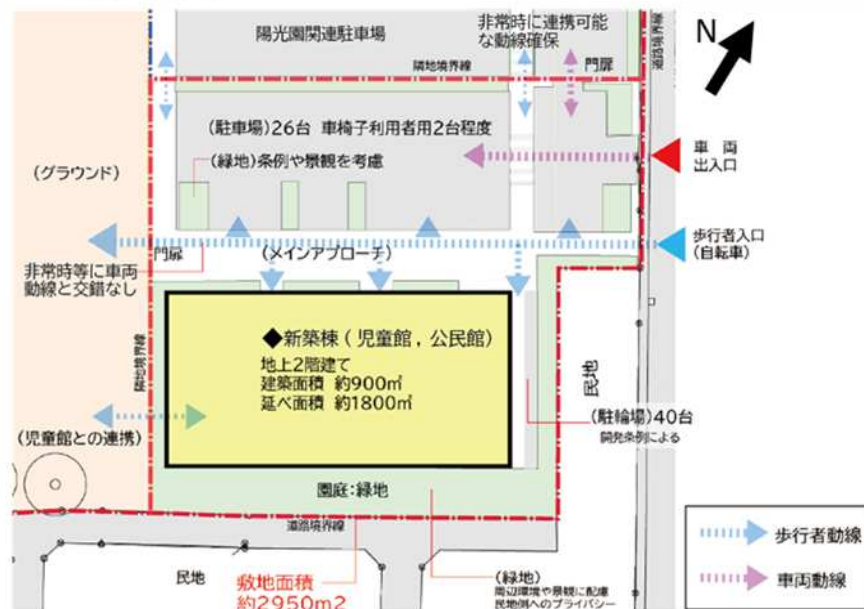 陽光園関連駐車場
非常時に連携可能
な動線確保
N
道路境界線
隣地境界線
門扉
(駐車場)26台 車椅子利用者用2台程度
車 両
出入口
(緑地)条例や景観を考慮
(グラウンド)
歩行者入口
(自転車)
門扉
(メインアプローチ)
非常時等に車両
動線と交錯なし
◆新築棟(児童館,公民館)
地上2階建て
建築面積 約900㎡
延べ面積 約1800㎡
隣地境界線
民地
(駐輪場)40台
開発条例による
(児童館との連携)
園庭:緑地
道路境界線
歩行者動線
車両動線
民地
敷地面積
約2950m2
(緑地)
周辺環境や景観に配慮
民地側へのプライバシー